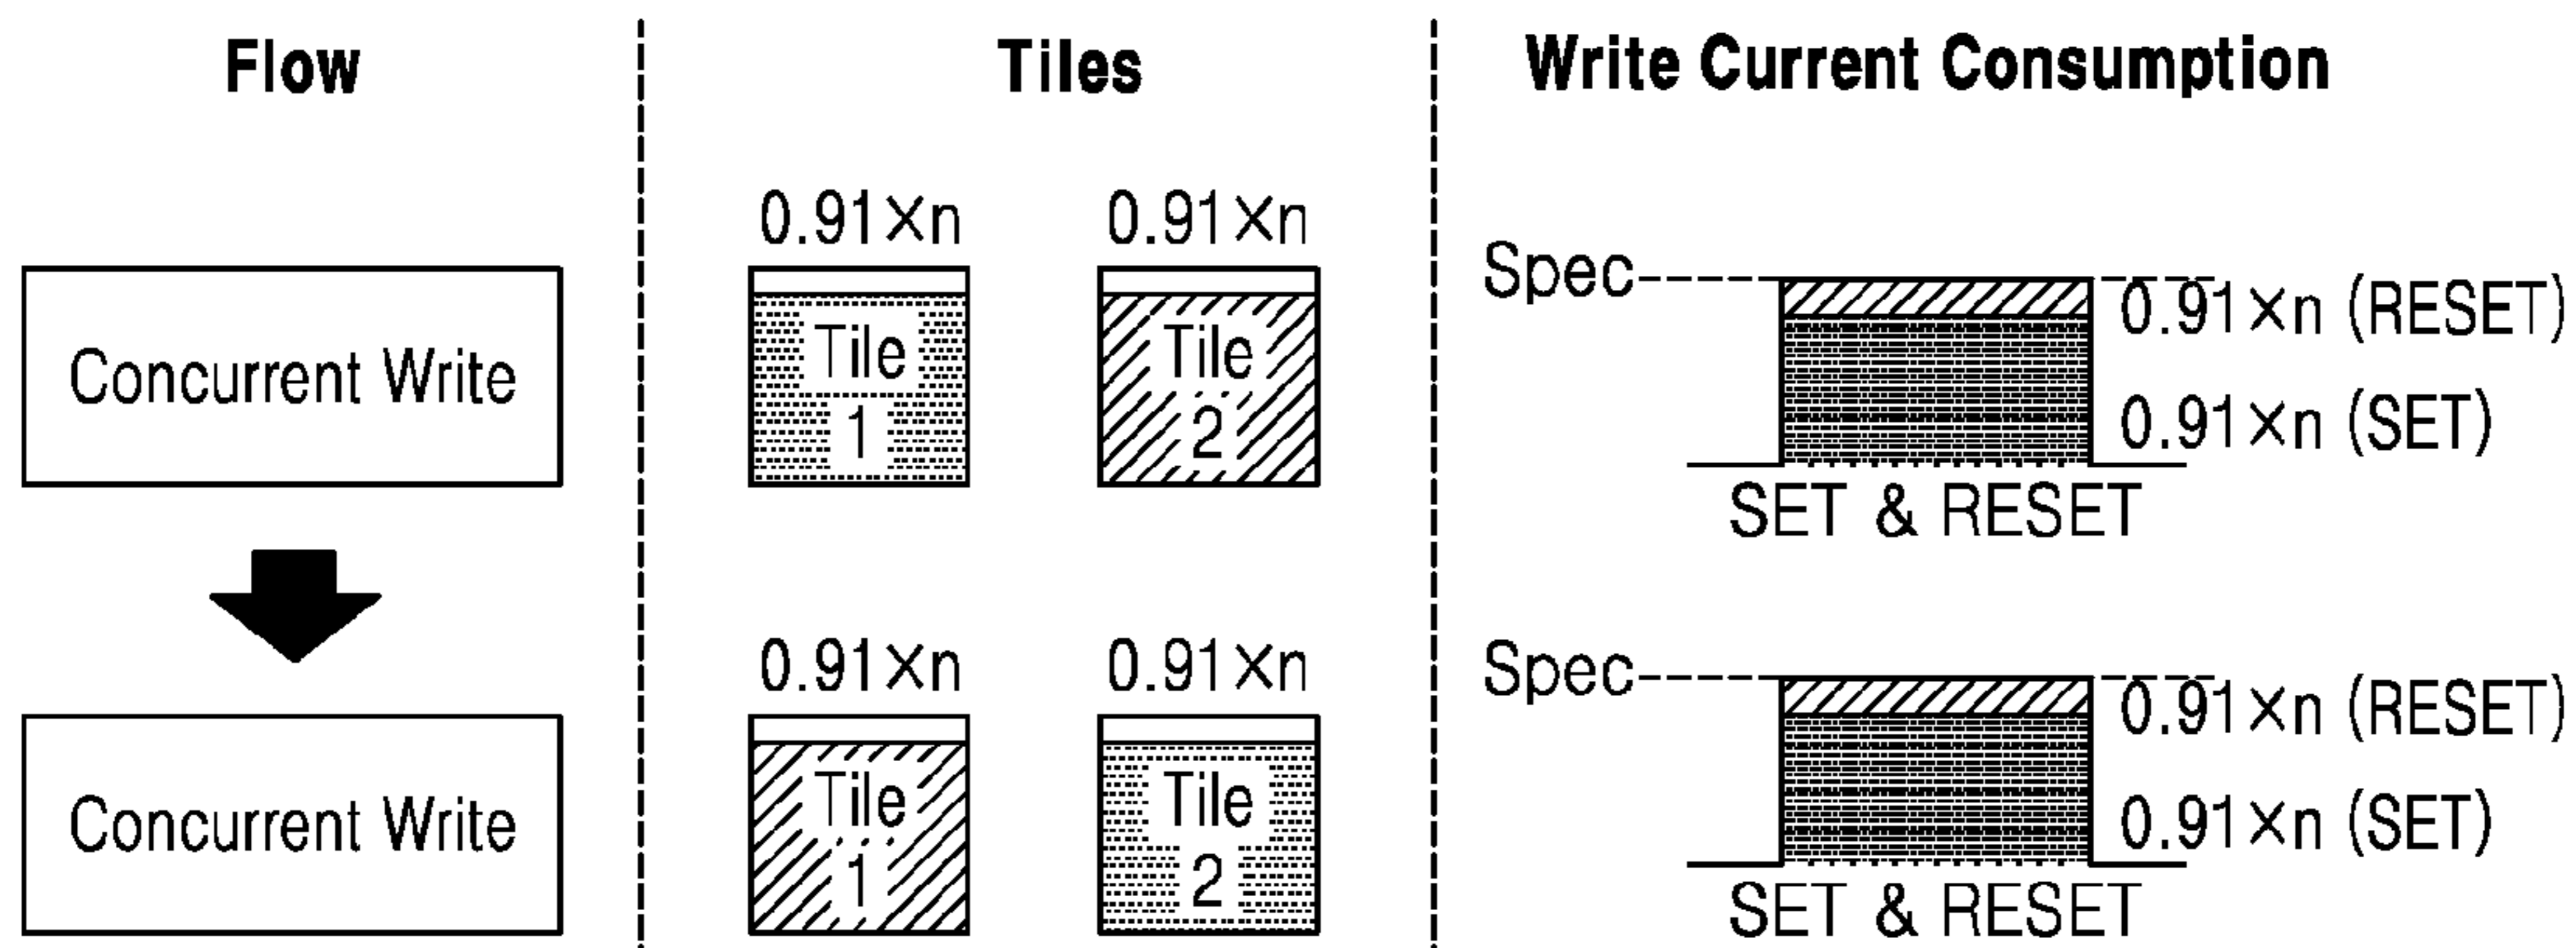 Flow
Tiles
Write Current Consumption
0.91×n
0.91×n
Concurrent Write
Tile
1
Tile
2
Spec
0.91×n (RESET)
0.91×n (SET)
SET & RESET
0.91×n
0.91×n
Concurrent Write
Tile
1
Tile
2
Spec
0.91×n (RESET)
0.91×n (SET)
SET & RESET